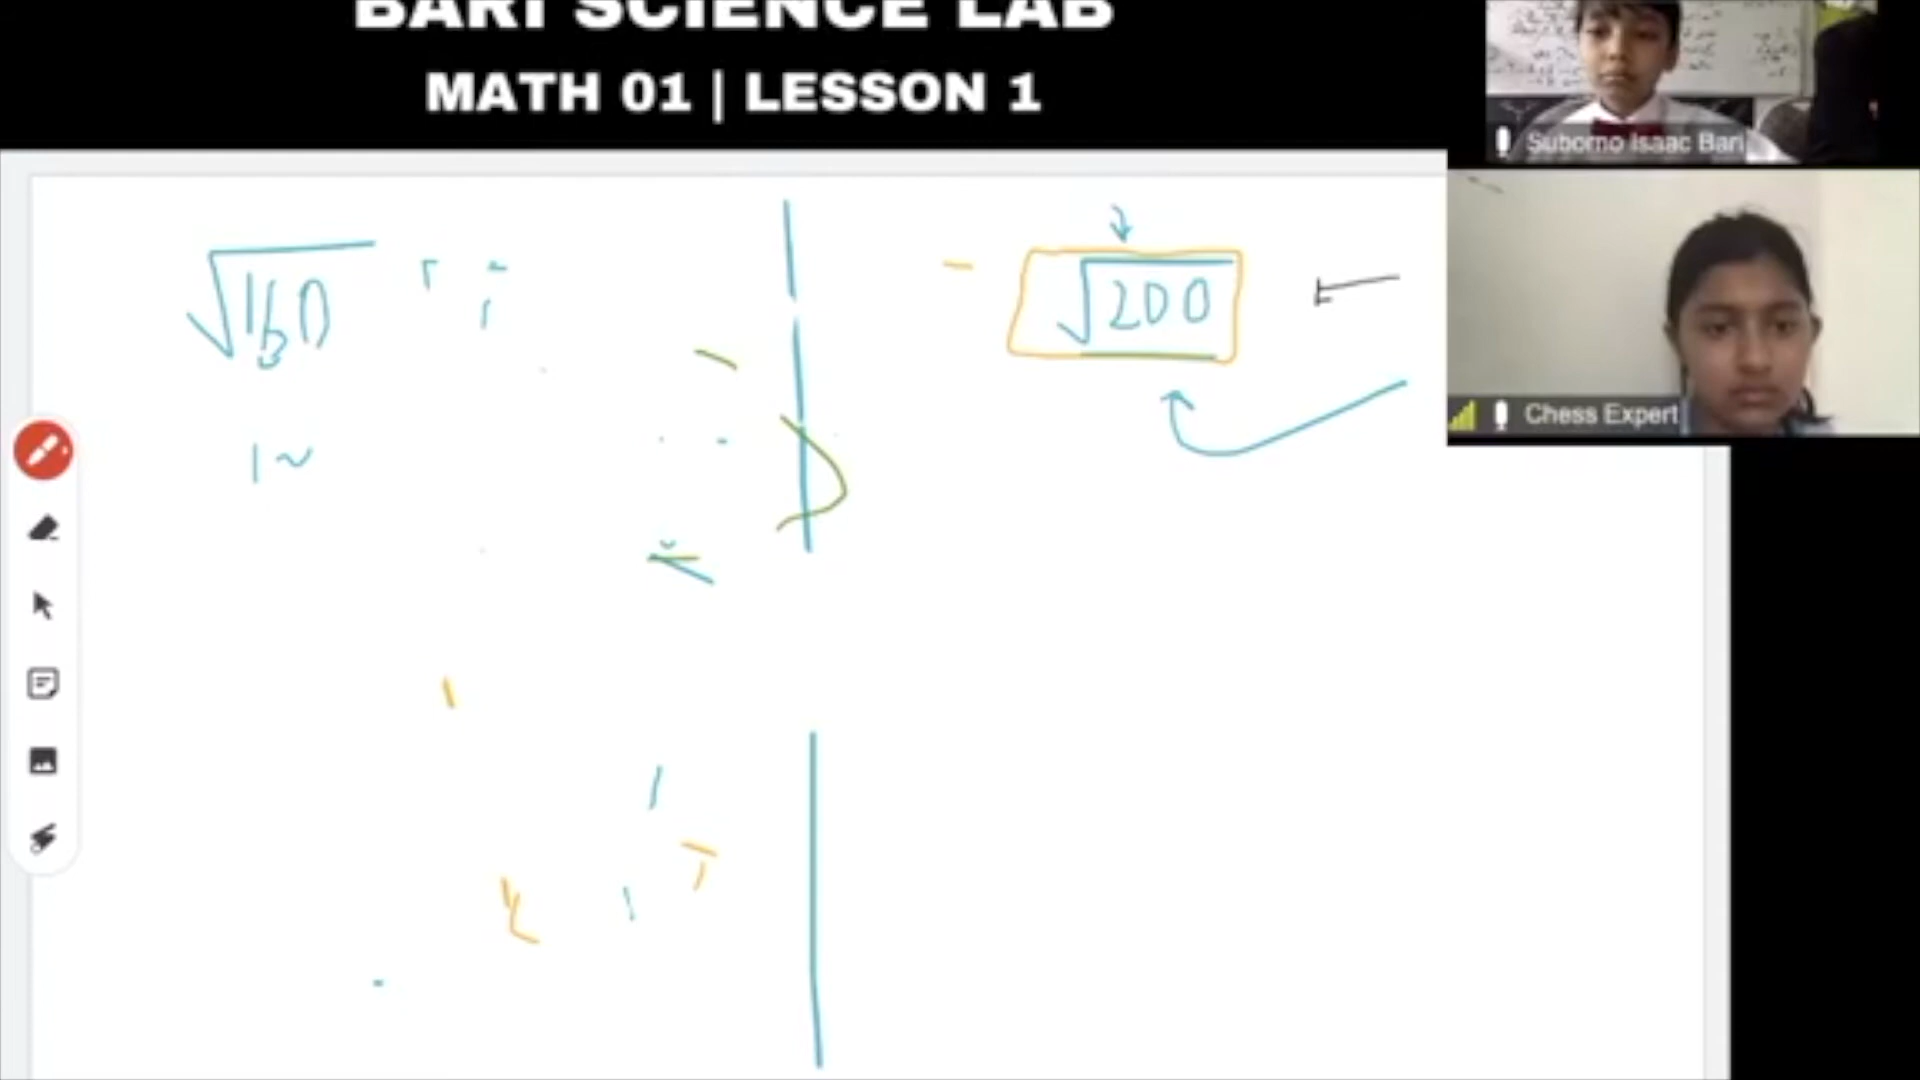 BARI SCIENCE LAB
MATH 01 | LESSON 1
Suborno Isaac Bari
Chess Expert
√160
√200